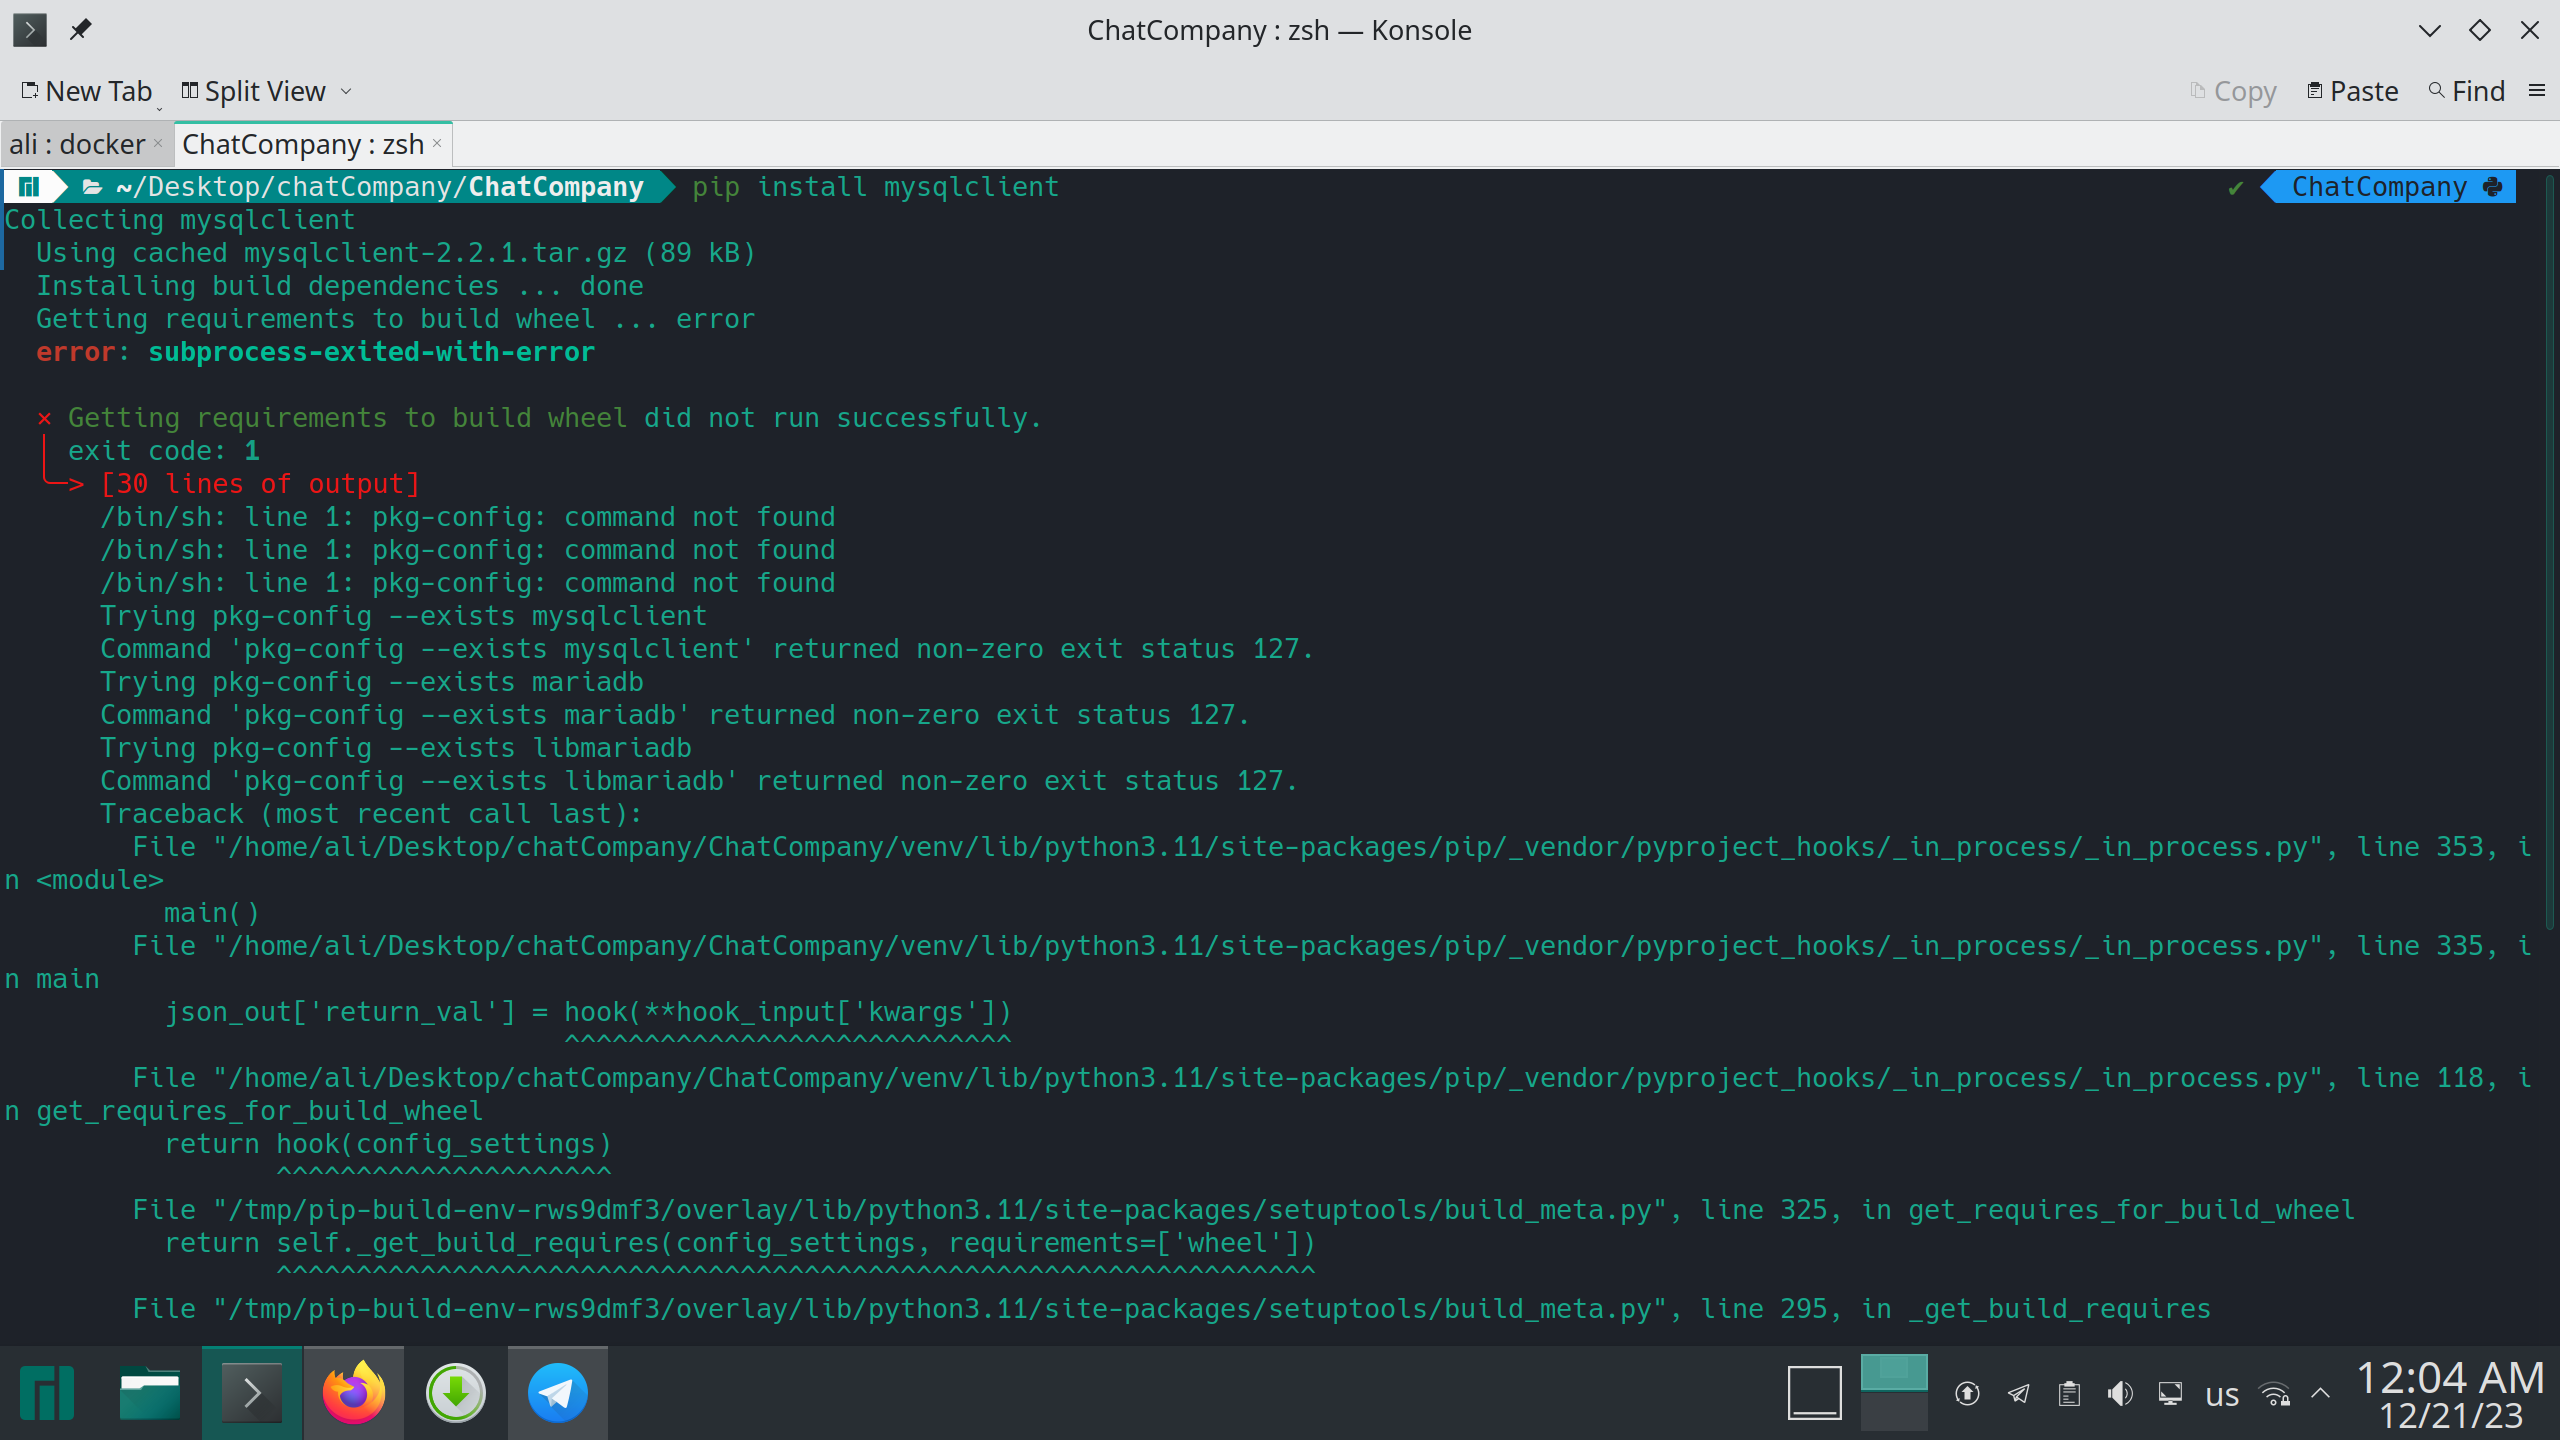 ChatCompany : zsh — Konsole
New Tab Split View Copy Paste Find
ali : docker ChatCompany : zsh
~/Desktop/chatCompany/ChatCompany pip install mysqlclient ✔ ChatCompany
Collecting mysqlclient
  Using cached mysqlclient-2.2.1.tar.gz (89 kB)
  Installing build dependencies ... done
  Getting requirements to build wheel ... error
  error: subprocess-exited-with-error

  × Getting requirements to build wheel did not run successfully.
  │ exit code: 1
  ╰─> [30 lines of output]
      /bin/sh: line 1: pkg-config: command not found
      /bin/sh: line 1: pkg-config: command not found
      /bin/sh: line 1: pkg-config: command not found
      Trying pkg-config --exists mysqlclient
      Command 'pkg-config --exists mysqlclient' returned non-zero exit status 127.
      Trying pkg-config --exists mariadb
      Command 'pkg-config --exists mariadb' returned non-zero exit status 127.
      Trying pkg-config --exists libmariadb
      Command 'pkg-config --exists libmariadb' returned non-zero exit status 127.
      Traceback (most recent call last):
        File "/home/ali/Desktop/chatCompany/ChatCompany/venv/lib/python3.11/site-packages/pip/_vendor/pyproject_hooks/_in_process/_in_process.py", line 353, i
n <module>
          main()
        File "/home/ali/Desktop/chatCompany/ChatCompany/venv/lib/python3.11/site-packages/pip/_vendor/pyproject_hooks/_in_process/_in_process.py", line 335, i
n main
          json_out['return_val'] = hook(**hook_input['kwargs'])
                                   ^^^^^^^^^^^^^^^^^^^^^^^^^^^^
        File "/home/ali/Desktop/chatCompany/ChatCompany/venv/lib/python3.11/site-packages/pip/_vendor/pyproject_hooks/_in_process/_in_process.py", line 118, i
n get_requires_for_build_wheel
          return hook(config_settings)
                 ^^^^^^^^^^^^^^^^^^^^^
        File "/tmp/pip-build-env-rws9dmf3/overlay/lib/python3.11/site-packages/setuptools/build_meta.py", line 325, in get_requires_for_build_wheel
          return self._get_build_requires(config_settings, requirements=['wheel'])
                 ^^^^^^^^^^^^^^^^^^^^^^^^^^^^^^^^^^^^^^^^^^^^^^^^^^^^^^^^^^^^^^^^^
        File "/tmp/pip-build-env-rws9dmf3/overlay/lib/python3.11/site-packages/setuptools/build_meta.py", line 295, in _get_build_requires
us 12:04 AM
12/21/23